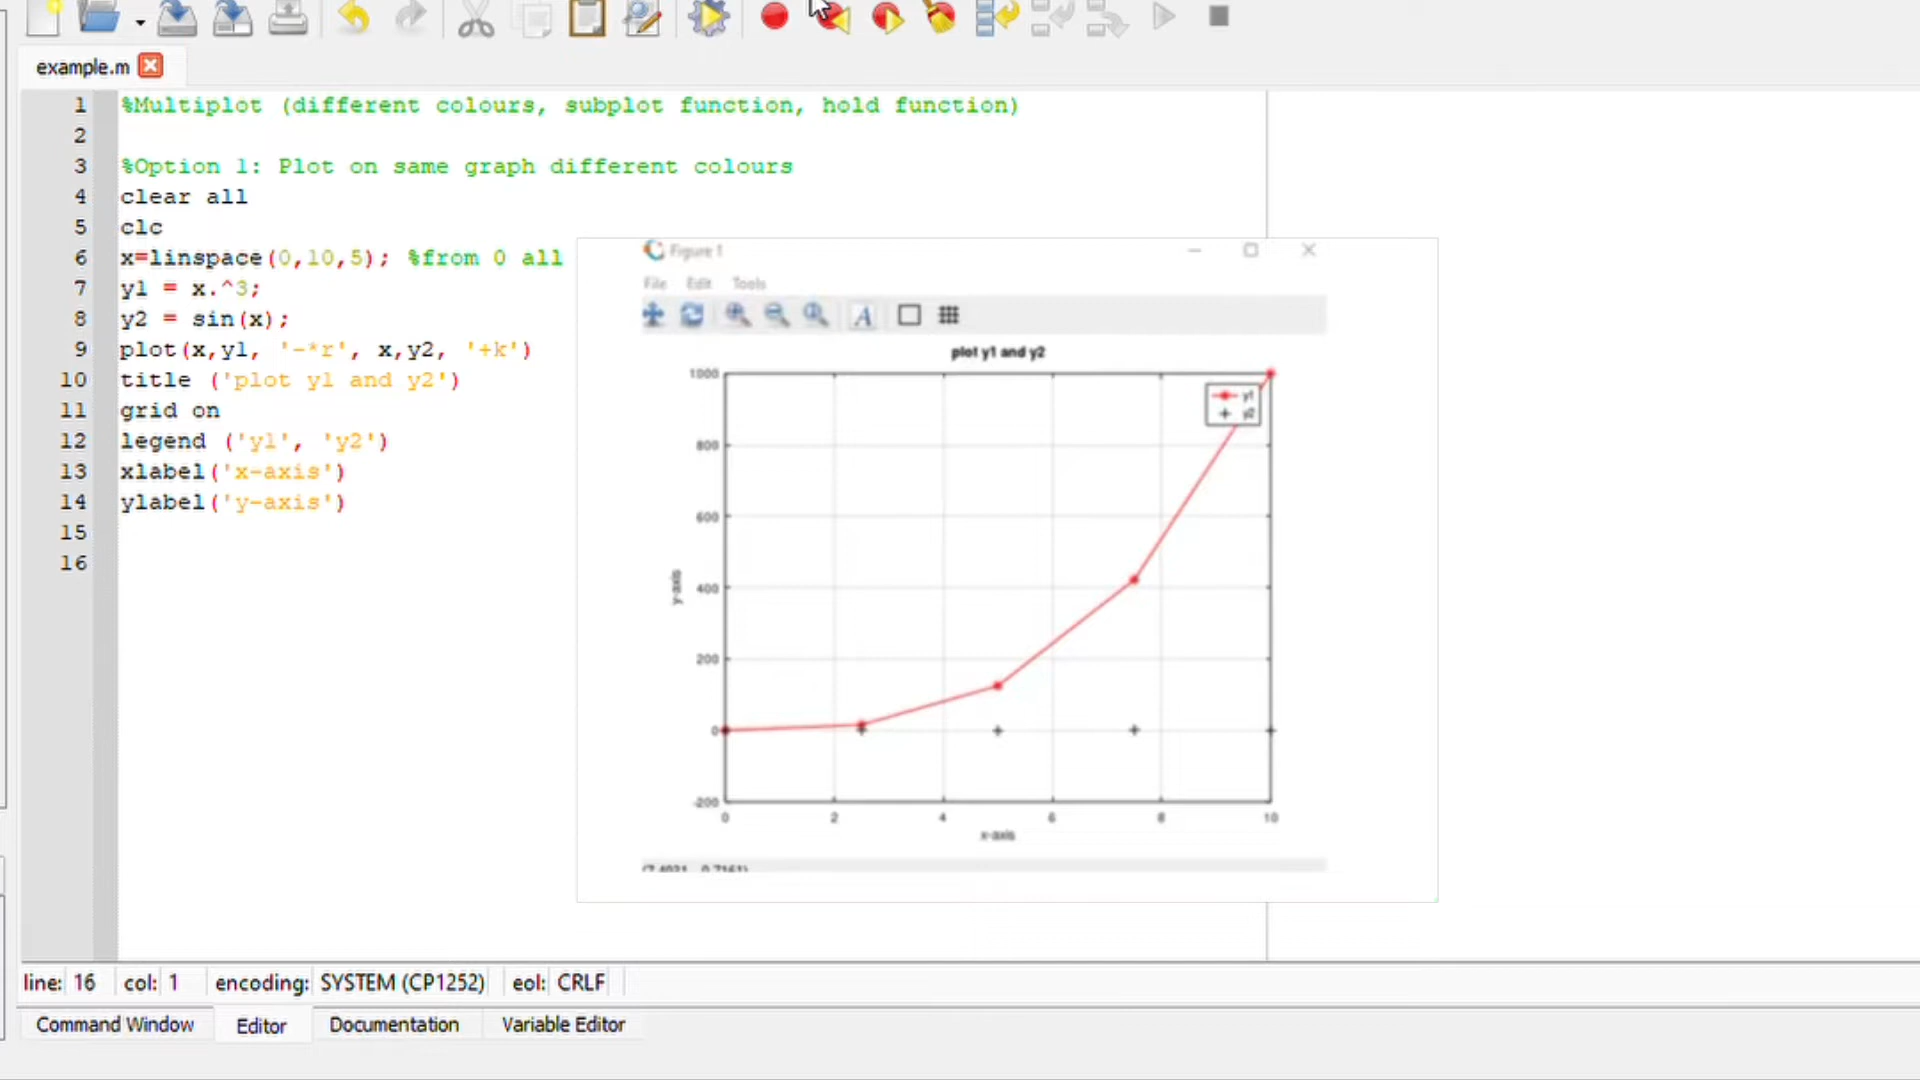 example.m
1 %Multiplot (different colours, subplot function, hold function)
2
3 %Option 1: Plot on same graph different colours
4 clear all
5 clc
6 x=linspace(0,10,5); %from 0 all
7 y1 = x.^3;
8 y2 = sin(x);
9 plot(x,y1, '-*r', x,y2, '+k')
10 title ('plot y1 and y2')
11 grid on
12 legend ('y1', 'y2')
13 xlabel('x-axis')
14 ylabel('y-axis')
15
16
Figure 1
File Edit Tools
A
plot y1 and y2
1000
y1
y2
800
600
400
200
0
-200
y-axis
0 2 4 6 8 10
x-axis
line: 16 col: 1 encoding: SYSTEM (CP1252) eol: CRLF
Command Window Editor Documentation Variable Editor